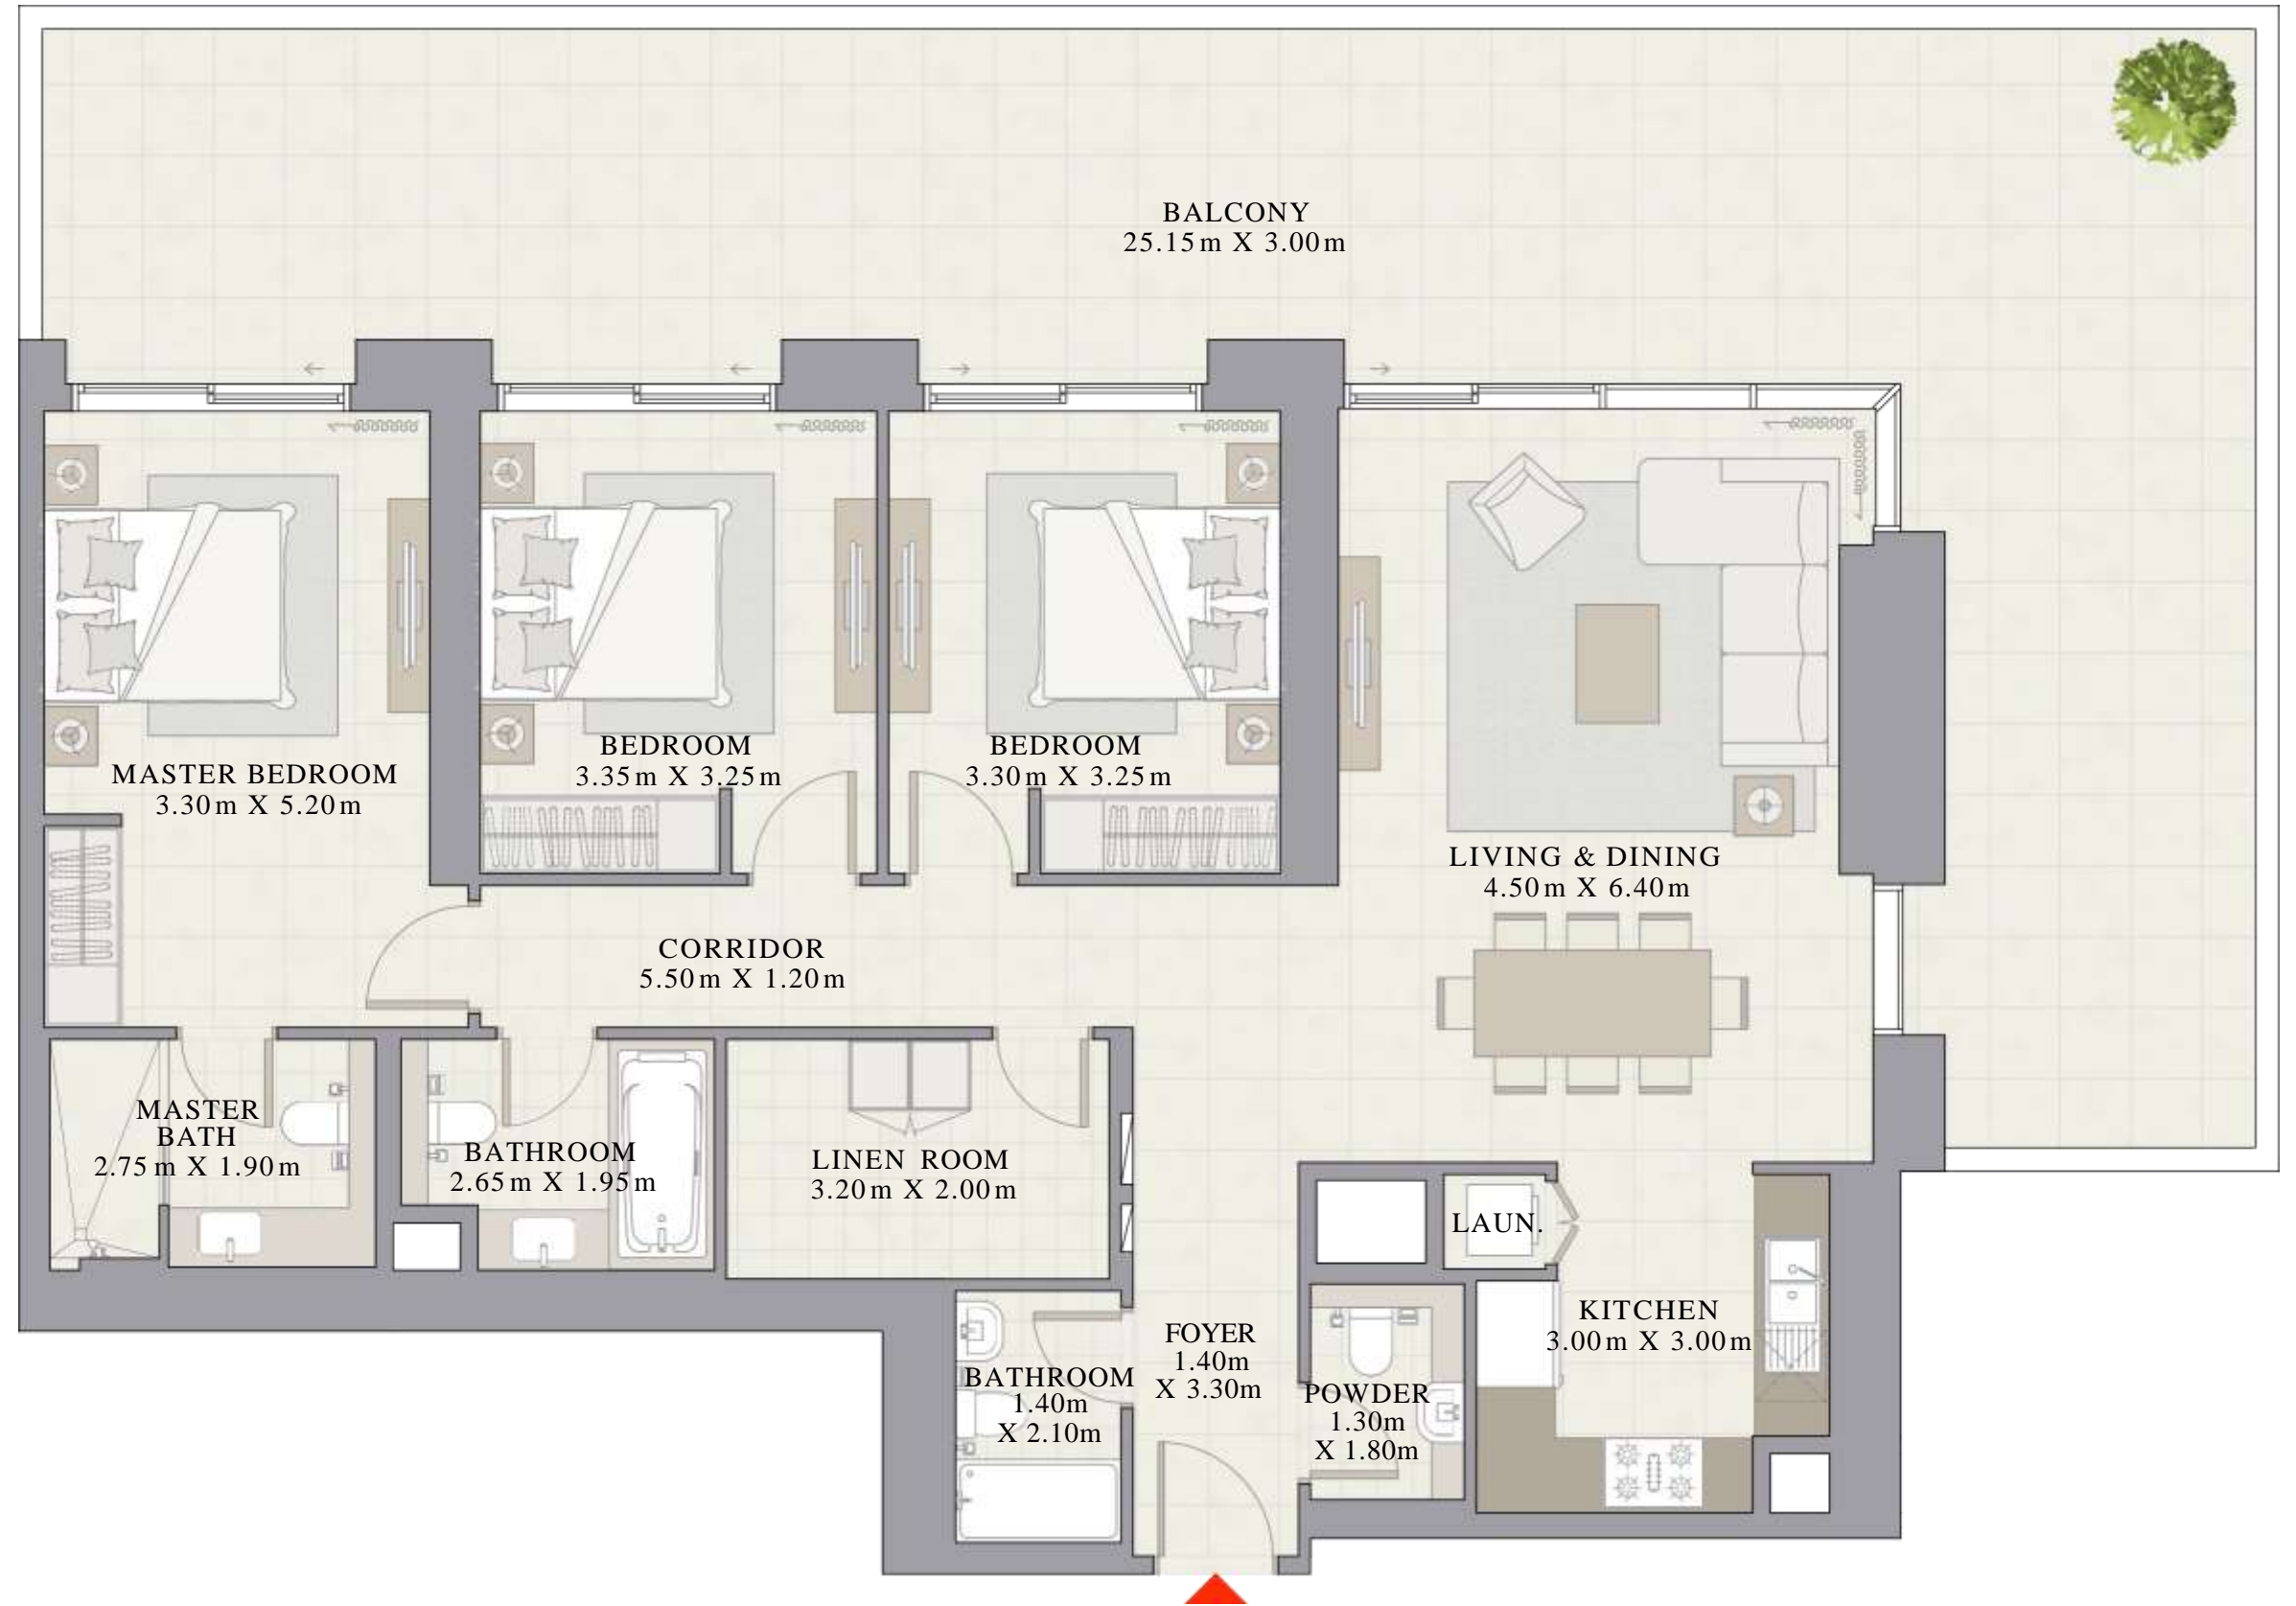 BALCONY
25.15m X 3.00m
BEDROOM
3.35m X 3.25m
BEDROOM
3.30m X 3.25m
MASTER BEDROOM
3.30m X 5.20m
LIVING & DINING
4.50m X 6.40m
CORRIDOR
5.50m X 1.20m
MASTER
BATH
2.75m X 1.90m
BATHROOM
2.65m X 1.95m
LINEN ROOM
3.20m X 2.00m
LAUN.
KITCHEN
3.00m X 3.00m
FOYER
1.40m
X 3.30m
BATHROOM
1.40m
X 2.10m
POWDER
1.30m
X 1.80m